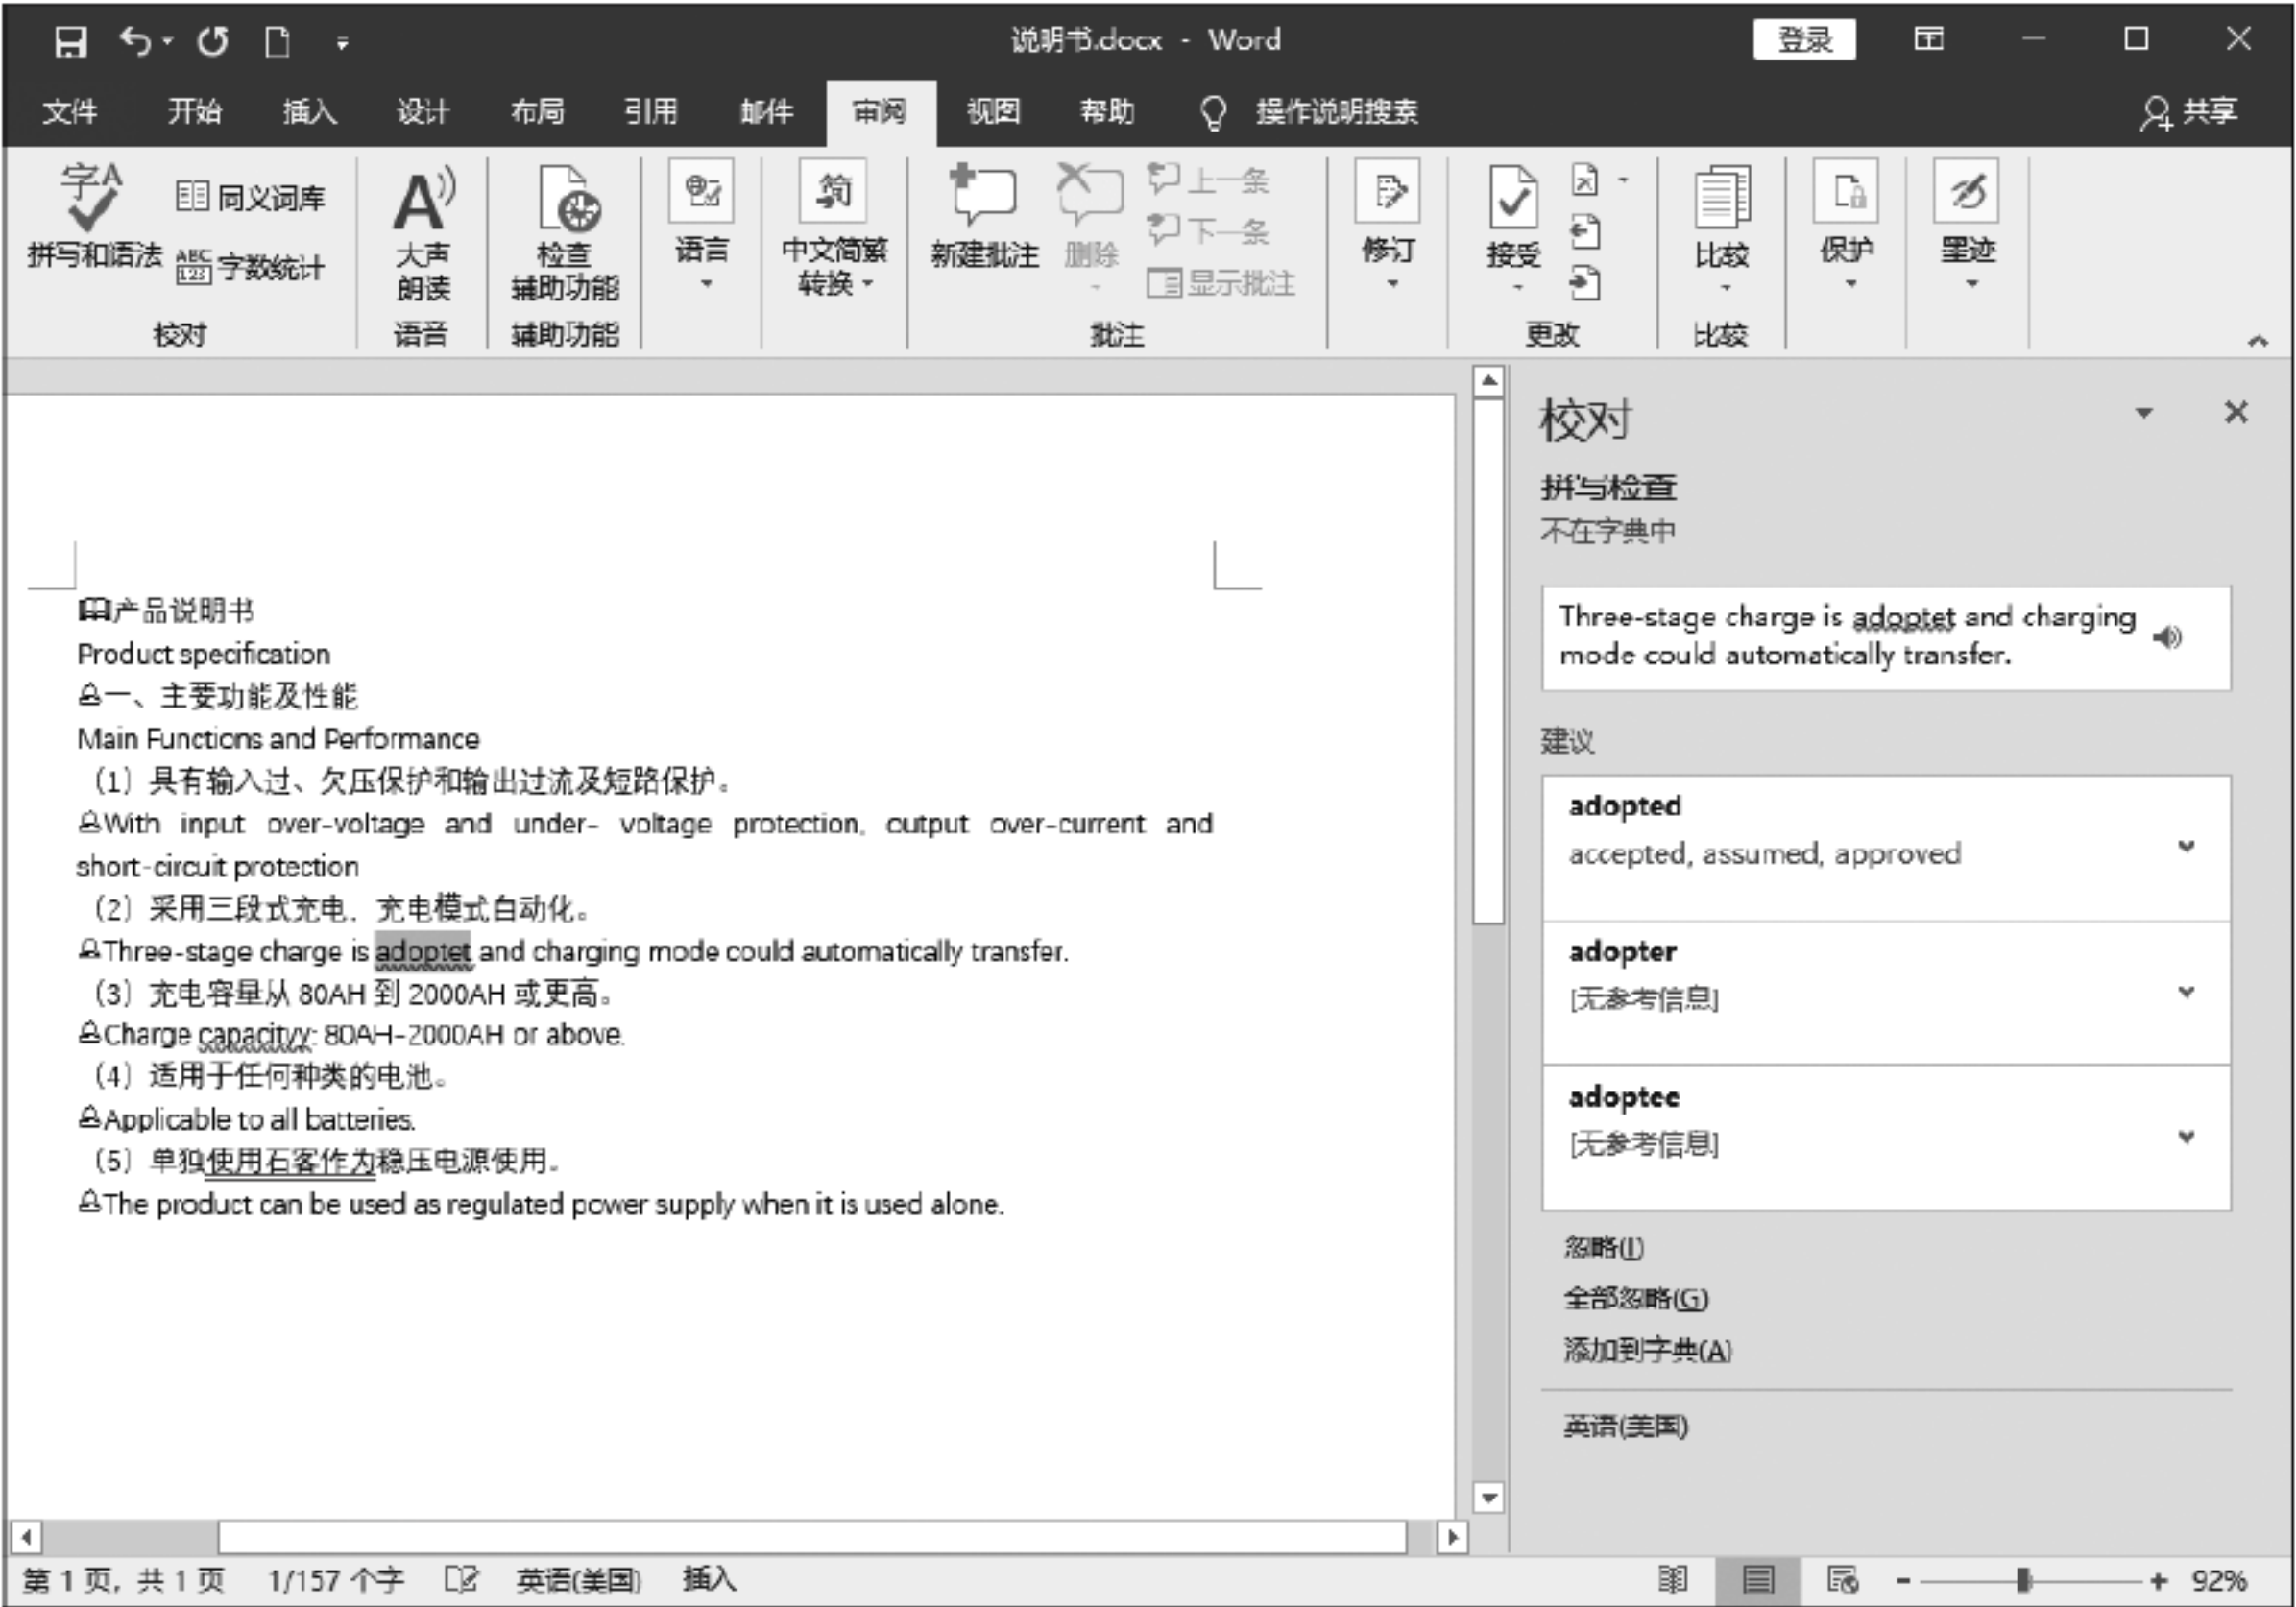 说明书.docx - Word
登录
文件 开始 插入 设计 布局 引用 邮件 审阅 视图 帮助 操作说明搜索 共享
拼写和语法
同义词库
字数统计
校对
大声
朗读
语音
检查
辅助功能
辅助功能
语言
中文简繁
转换
新建批注
删除
上一条
下一条
显示批注
批注
修订
接受
更改
比较
比较
保护
墨迹
产品说明书
Product specification
一、主要功能及性能
Main Functions and Performance
（1）具有输入过、欠压保护和输出过流及短路保护。
With input over-voltage and under- voltage protection, output over-current and
short-circuit protection
（2）采用三段式充电，充电模式自动化。
Three-stage charge is adoptet and charging mode could automatically transfer.
（3）充电容量从 80AH 到 2000AH 或更高。
Charge capacityy: 80AH-2000AH or above.
（4）适用于任何种类的电池。
Applicable to all batteries.
（5）单独使用石客作为稳压电源使用。
The product can be used as regulated power supply when it is used alone.
校对
拼写检查
不在字典中
Three-stage charge is adoptet and charging
mode could automatically transfer.
建议
adopted
accepted, assumed, approved
adopter
[无参考信息]
adoptee
[无参考信息]
忽略(I)
全部忽略(G)
添加到字典(A)
英语(美国)
第 1 页，共 1 页 1/157 个字 英语(美国) 插入 92%